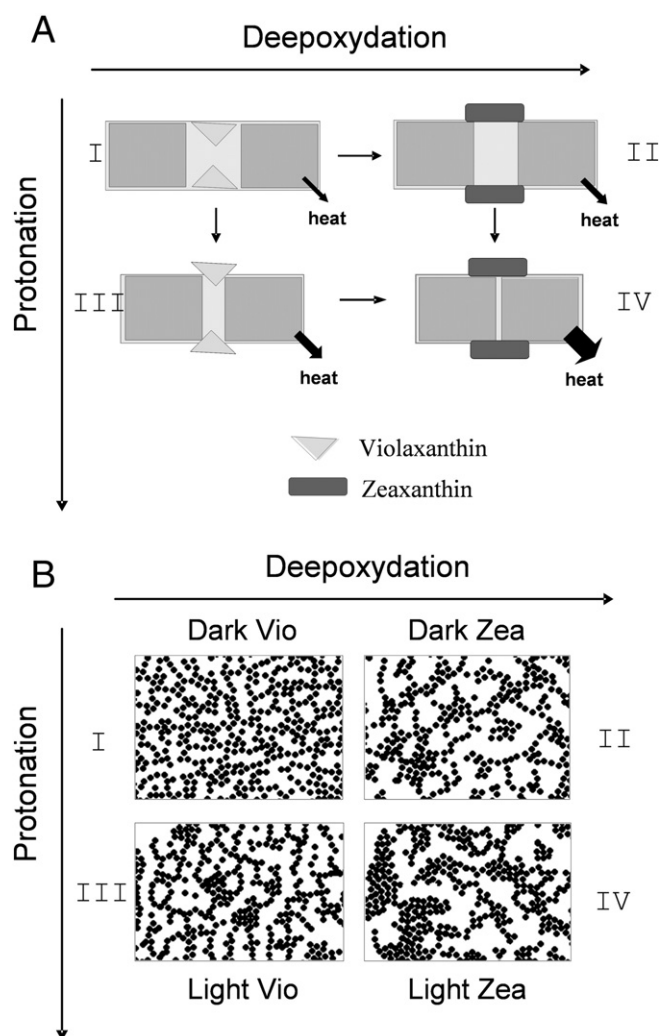 A
Deepoxydation
Protonation
I
heat
II
heat
III
heat
IV
heat
Violaxanthin
Zeaxanthin
B
Deepoxydation
Protonation
Dark Vio
Dark Zea
I
II
III
IV
Light Vio
Light Zea